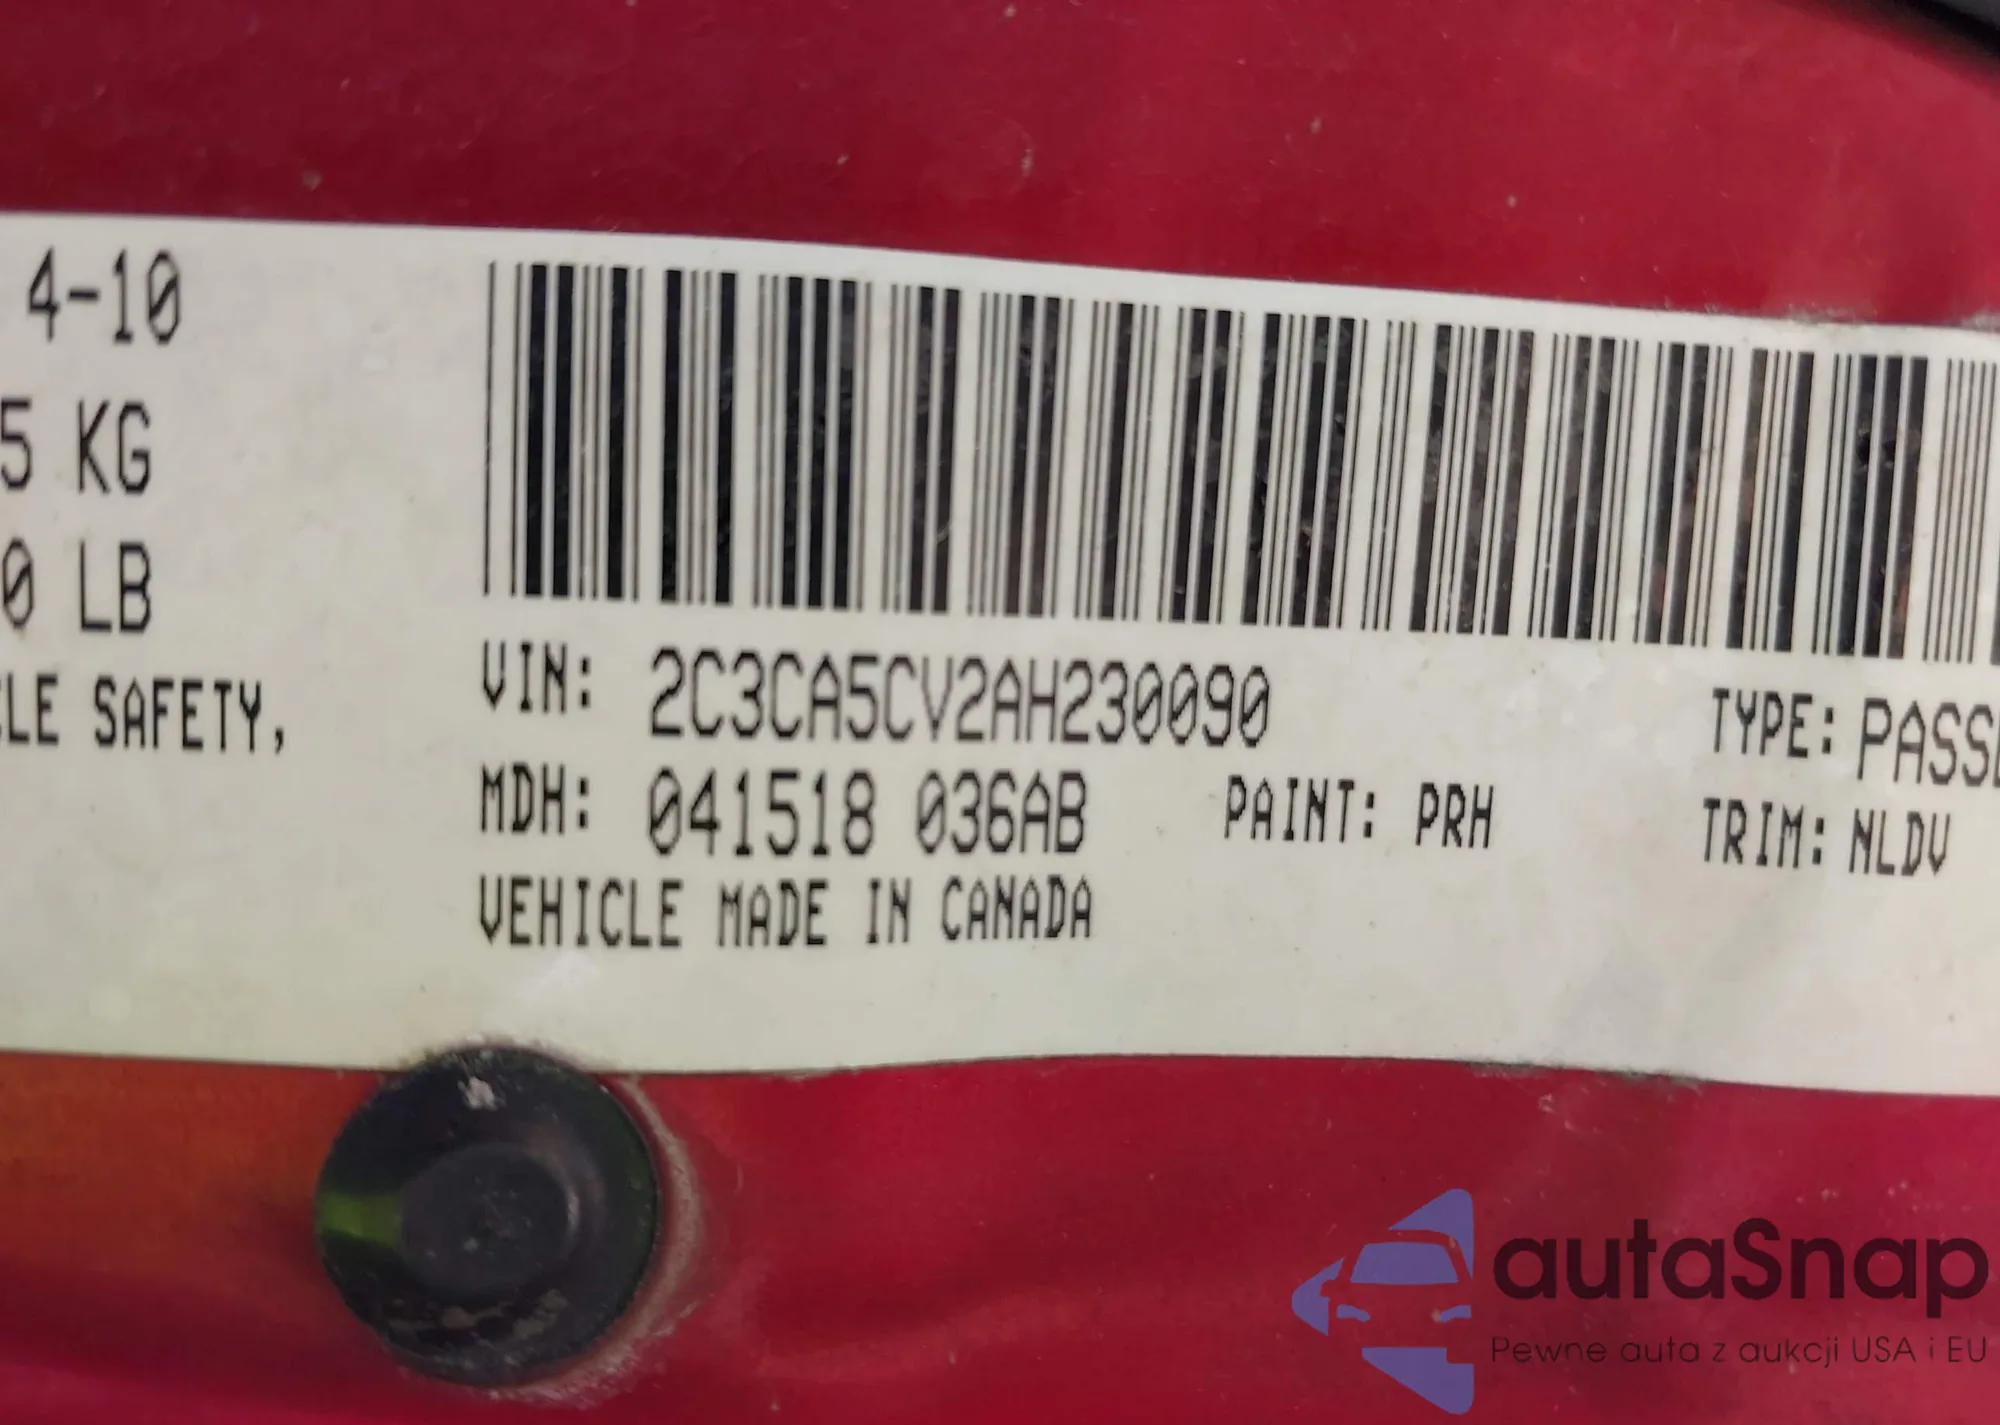 4-10
5 KG
0 LB
LE SAFETY,
VIN: 2C3CA5CV2AH230090
TYPE: PASSE
MDH: 041518 036AB PAINT: PRH
TRIM: NLDV
VEHICLE MADE IN CANADA
autaSnap
Pewne auta z aukcji USA i EU